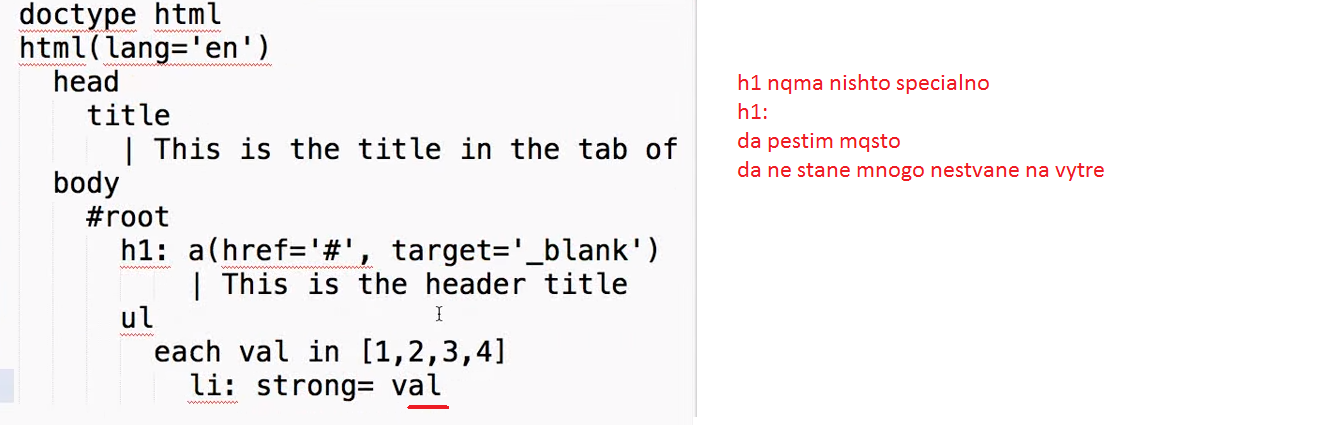 doctype html
html(lang='en')
head
title
| This is the title in the tab of
body
#root
h1: a(href='#', target='_blank')
| This is the header title
ul
each val in [1,2,3,4]
li: strong= val
h1 nqma nishto specialno
h1:
da pestim mqsto
da ne stane mnogo nestvane na vytre